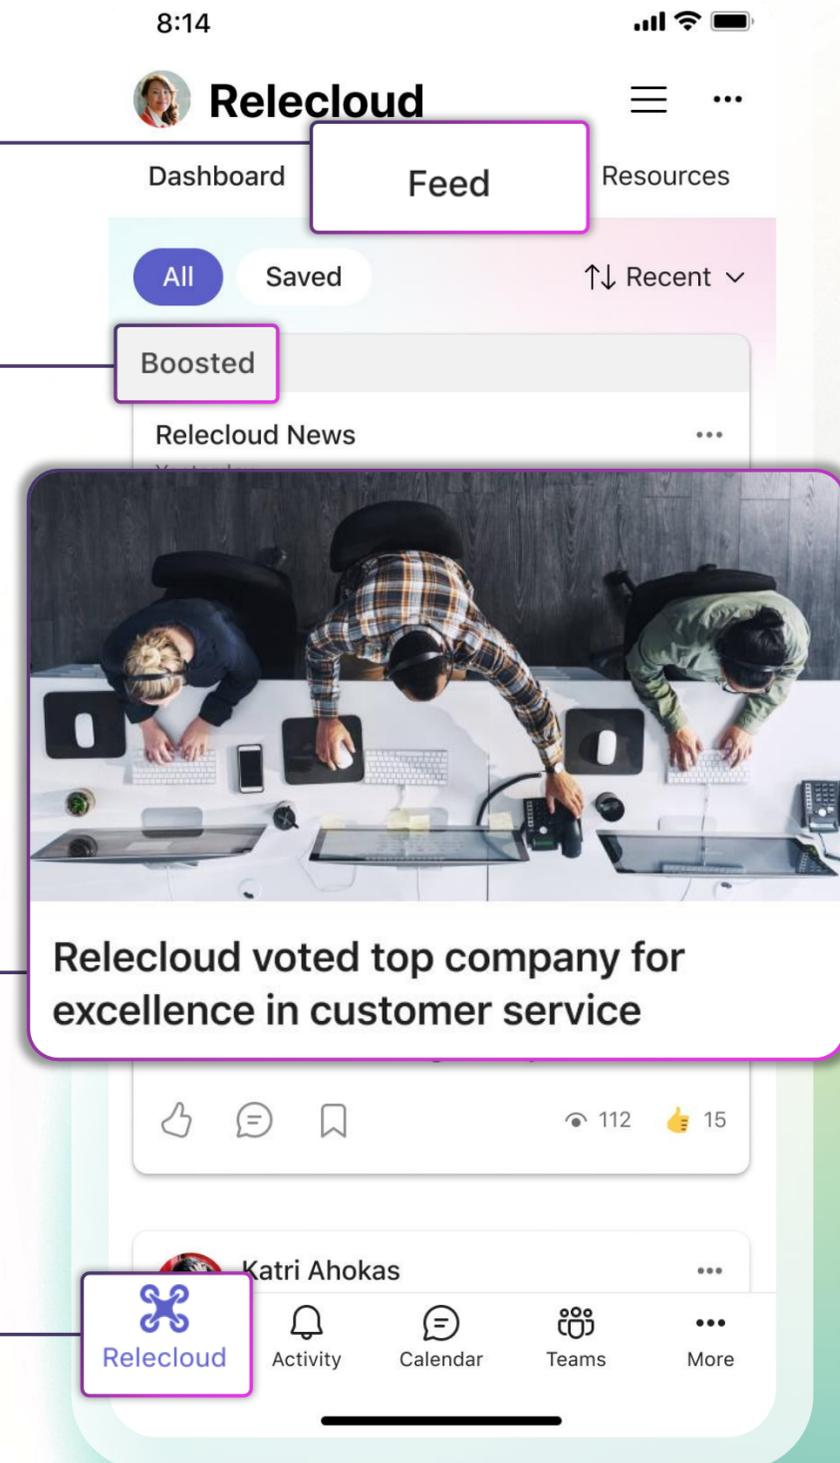 8:14
Relecloud
Dashboard
Feed
Resources
All
Saved
Recent
Boosted
Relecloud News
Relecloud voted top company for
excellence in customer service
112
15
Katri Ahokas
Relecloud
Activity
Calendar
Teams
More